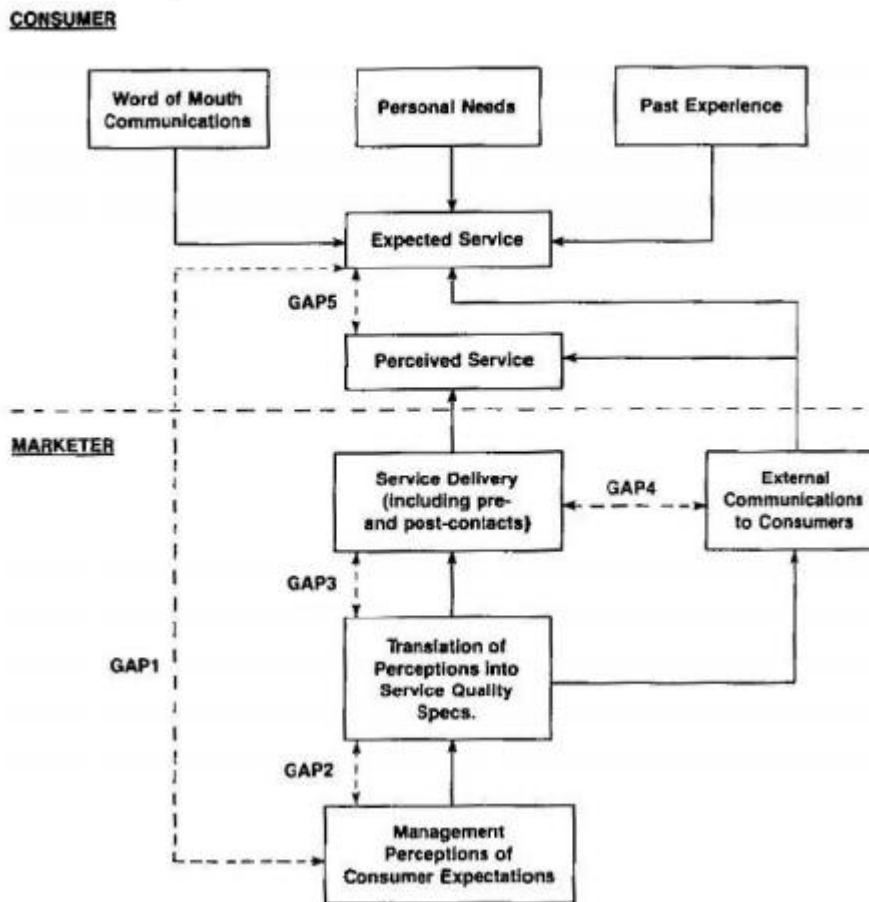 CONSUMER
Word of Mouth
Communications
Personal Needs
Past Experience
Expected Service
GAP5
Perceived Service
MARKETER
Service Delivery
(including pre-
and post-contacts)
GAP4
External
Communications
to Consumers
GAP3
Translation of
Perceptions into
Service Quality
Specs.
GAP1
GAP2
Management
Perceptions of
Consumer Expectations